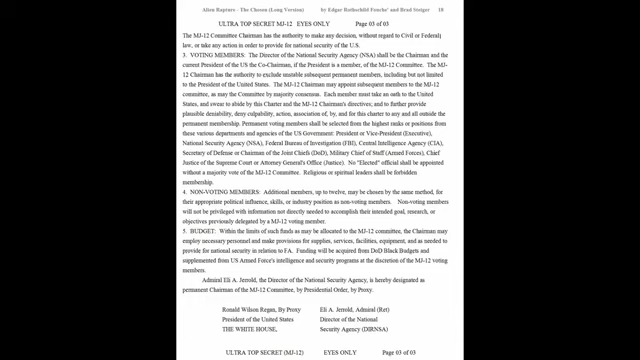 Alien Rapture - The Chosen (Long Version) by Edgar Rothschild Fouche' and Brad Steiger 18
ULTRA TOP SECRET MJ-12 EYES ONLY Page 03 of 03
The MJ-12 Committee Chairman has the authority to make any decision, without regard to Civil or Federal
law, or take any action in order to provide for national security of the U.S.
3. VOTING MEMBERS: The Director of the National Security Agency (NSA) shall be the Chairman and the
current President of the US the Co-Chairman, if the President is a member, of the MJ-12 Committee. The MJ-
12 Chairman has the authority to exclude unstable subsequent permanent members, including but not limited
to the President of the United States. The MJ-12 Chairman may appoint subsequent members to the MJ-12
committee, as may the Committee by majority consensus. Each member must take an oath to the United
States, and swear to abide by this Charter and the MJ-12 Chairman's directives; and to further provide
plausible deniability, deny culpability, action, association of, by, and for this charter to any and all outside the
permanent membership. Permanent voting members shall be selected from the highest ranks or positions from
these various departments and agencies of the US Government: President or Vice-President (Executive),
National Security Agency (NSA), Federal Bureau of Investigation (FBI), Central Intelligence Agency (CIA),
Secretary of Defense or Chairman of the Joint Chiefs (DoD), Military Chief of Staff (Armed Forces), Chief
Justice of the Supreme Court or Attorney General's Office (Justice). No "Elected" official shall be appointed
without a majority vote of the MJ-12 Committee. Religious or spiritual leaders shall be forbidden
membership.
4. NON-VOTING MEMBERS: Additional members, up to twelve, may be chosen by the same method, for
their appropriate political influence, skills, or industry position as non-voting members. Non-voting members
will not be privileged with information not directly needed to accomplish their intended goal, research, or
objectives previously delegated by a MJ-12 voting member.
5. BUDGET: Within the limits of such funds as may be allocated to the MJ-12 committee, the Chairman may
employ necessary personnel and make provisions for supplies, services, facilities, equipment, and as needed to
provide for national security in relation to FA. Funding will be acquired from DoD Black Budgets and
supplemented from US Armed Force's intelligence and security programs at the discretion of the MJ-12 voting
members.
Admiral Eli A. Jerrold, the Director of the National Security Agency, is hereby designated as
permanent Chairman of the MJ-12 Committee, by Presidential Order, by Proxy.
Ronald Wilson Regan, By Proxy Eli A. Jerrold, Admiral (Ret)
President of the United States Director of the National
THE WHITE HOUSE, Security Agency (DIRNSA)
ULTRA TOP SECRET (MJ-12) EYES ONLY Page 03 of 03